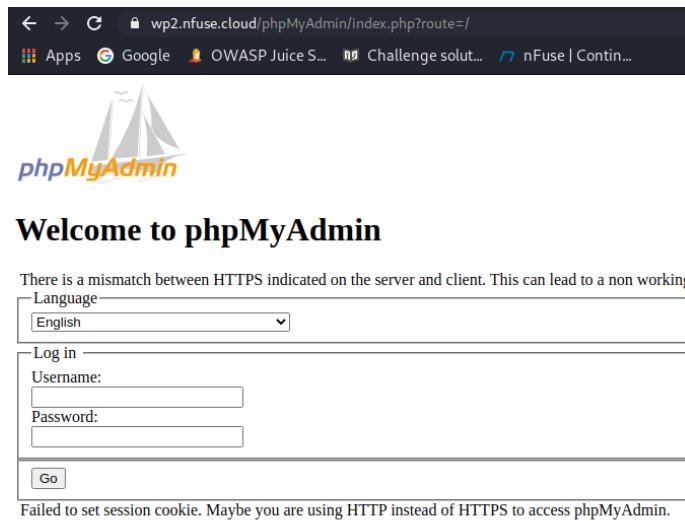 wp2.nfuse.cloud/phpMyAdmin/index.php?route=/
Apps Google OWASP Juice S... Challenge solut... nFuse | Contin...
phpMyAdmin
Welcome to phpMyAdmin
There is a mismatch between HTTPS indicated on the server and client. This can lead to a non working
Language
English
Log in
Username:
Password:
Go
Failed to set session cookie. Maybe you are using HTTP instead of HTTPS to access phpMyAdmin.